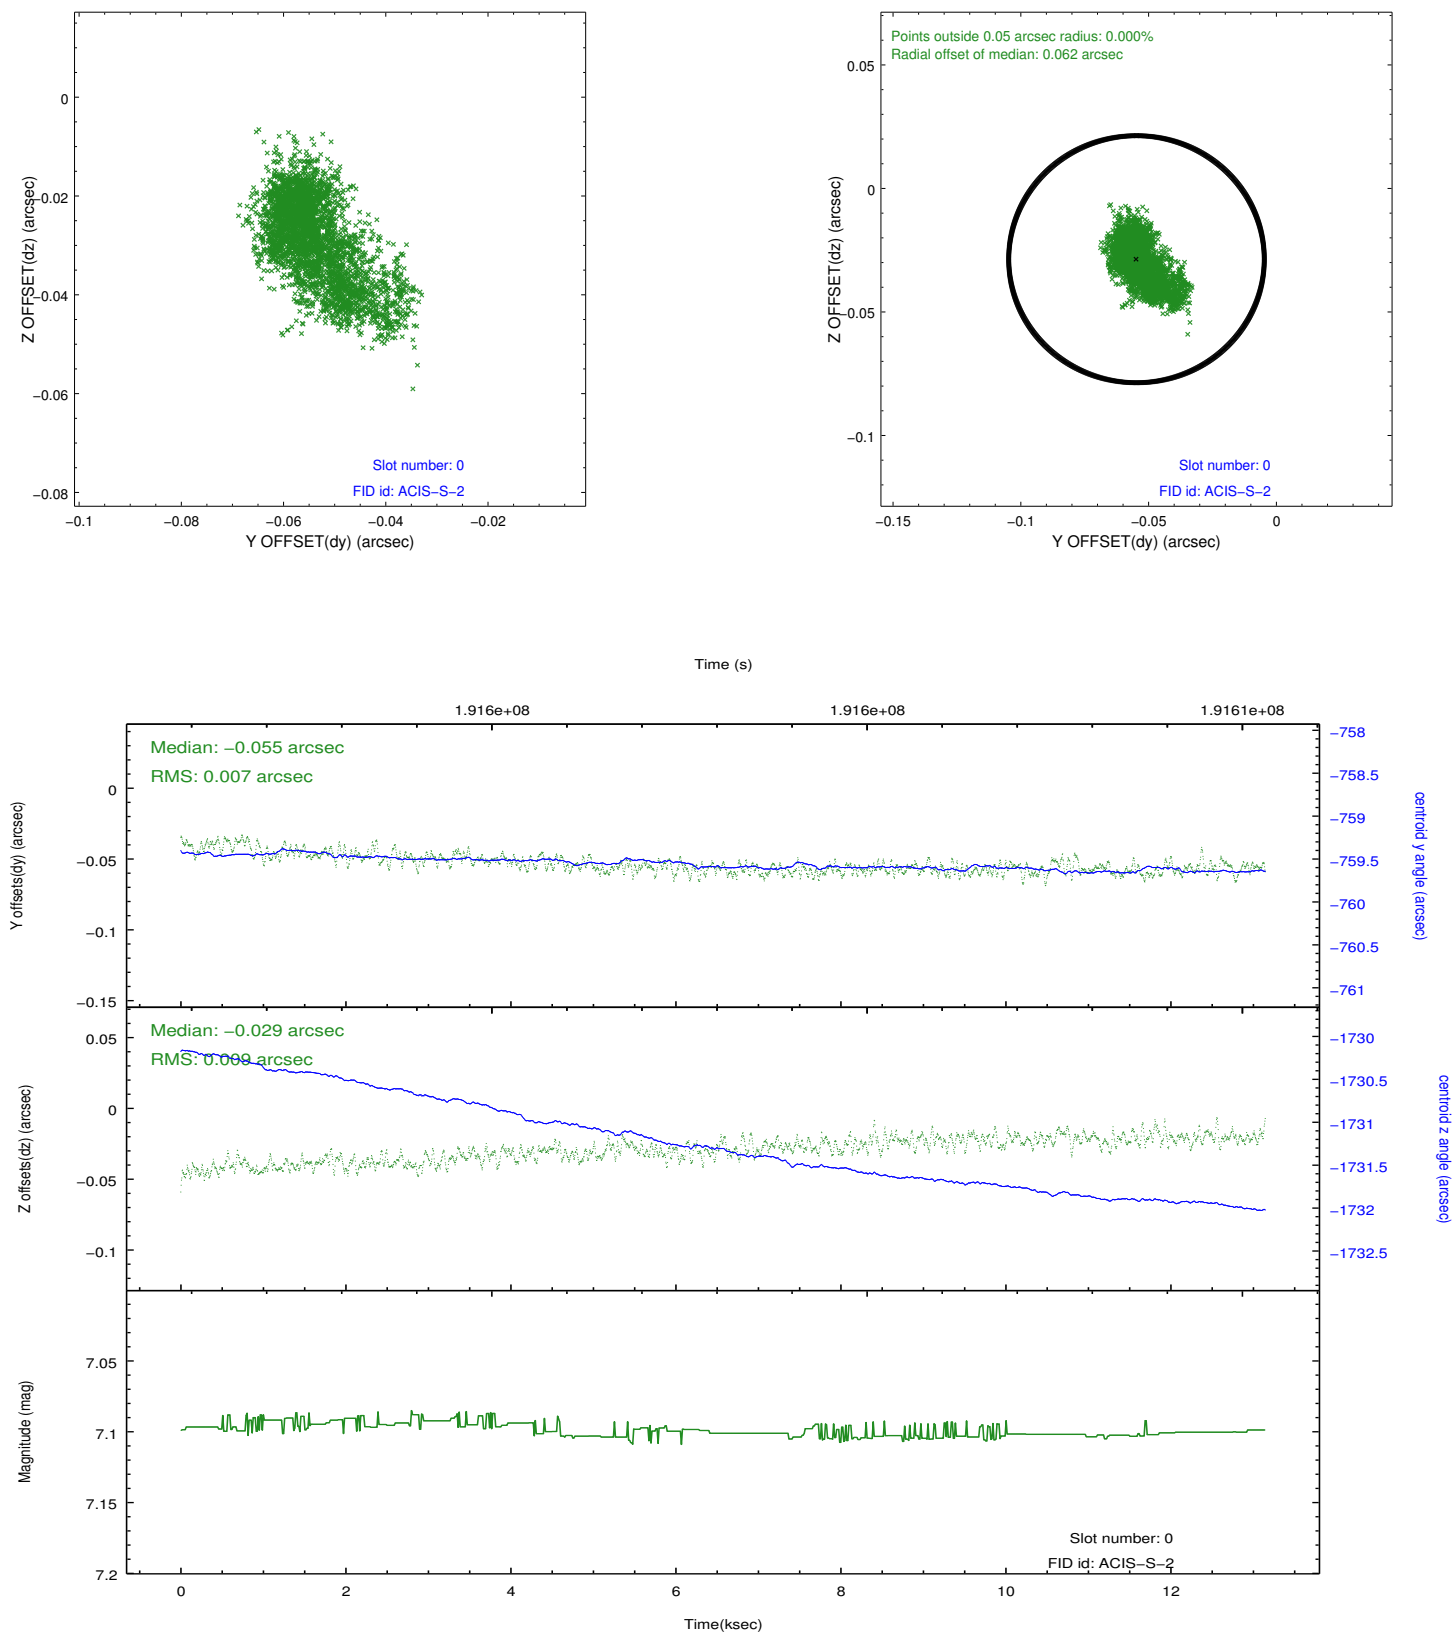 0
−0.02
−0.04
−0.06
−0.08
Z OFFSET(dz) (arcsec)
Slot number: 0
FID id: ACIS−S−2
−0.1
−0.08
−0.06
−0.04
−0.02
Y OFFSET(dy) (arcsec)
Points outside 0.05 arcsec radius: 0.000%
Radial offset of median: 0.062 arcsec
0.05
0
−0.05
−0.1
Z OFFSET(dz) (arcsec)
Slot number: 0
FID id: ACIS−S−2
−0.15
−0.1
−0.05
0
Y OFFSET(dy) (arcsec)
Time (s)
1.916e+08
1.916e+08
1.9161e+08
Median: −0.055 arcsec
RMS: 0.007 arcsec
0
−0.05
−0.1
−0.15
Y offsets(dy) (arcsec)
−758
−758.5
−759
−759.5
−760
−760.5
−761
centroid y angle (arcsec)
Median: −0.029 arcsec
RMS: 0.009 arcsec
0.05
0
−0.05
−0.1
Z offsets(dz) (arcsec)
−1730
−1730.5
−1731
−1731.5
−1732
−1732.5
centroid z angle (arcsec)
7.05
7.1
7.15
7.2
Magnitude (mag)
Slot number: 0
FID id: ACIS−S−2
0
2
4
6
8
10
12
Time(ksec)